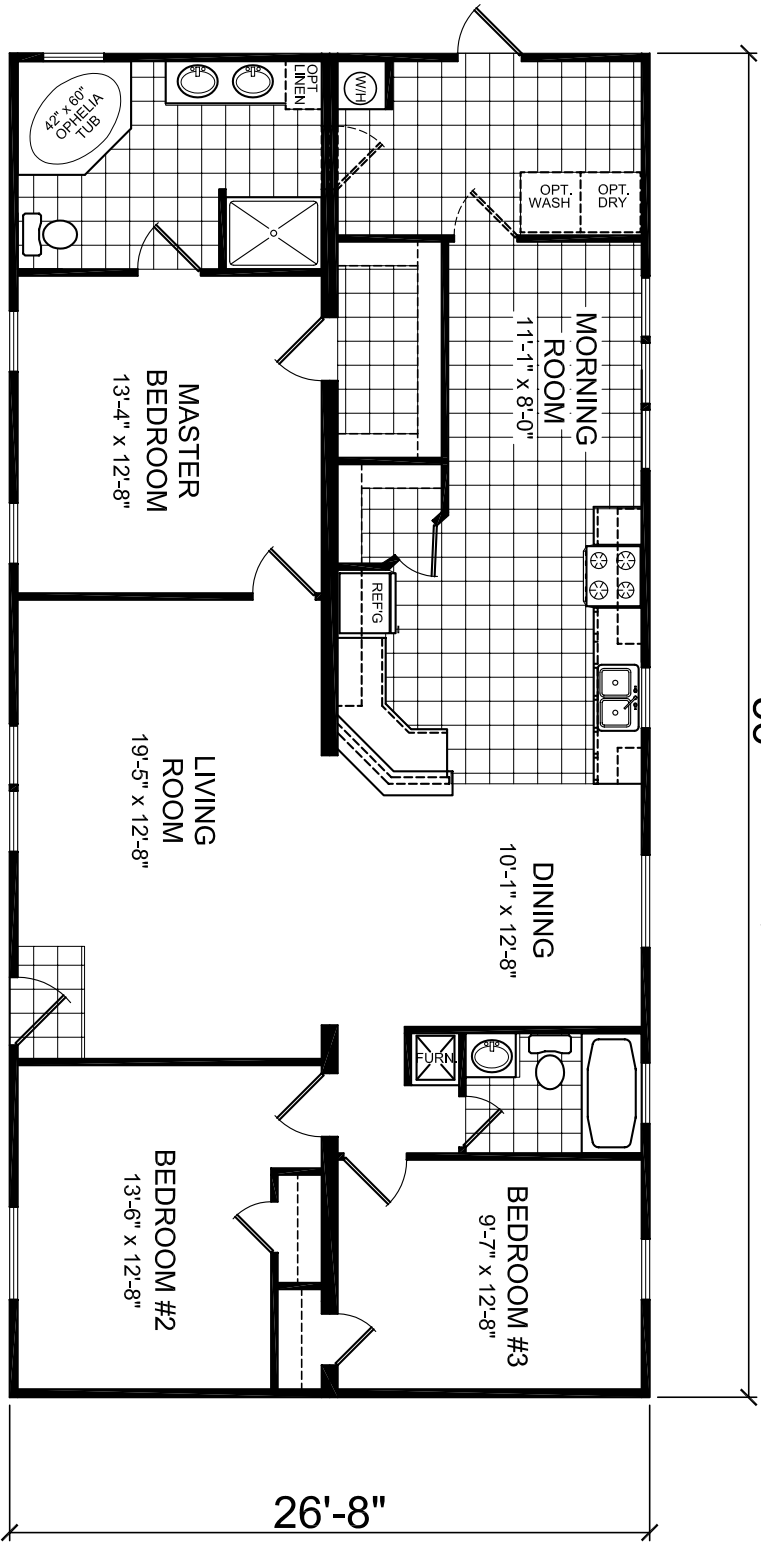 OPT
LINEN
42" x 60"
OPHELIA
TUB
W/H
OPT.
WASH
OPT.
DRY
MORNING
ROOM
11'-1" x 8'-0"
MASTER
BEDROOM
13'-4" x 12'-8"
REF'G
LIVING
ROOM
19'-5" x 12'-8"
DINING
10'-1" x 12'-8"
FURN.
BEDROOM #2
13'-6" x 12'-8"
BEDROOM #3
9'-7" x 12'-8"
26'-8"